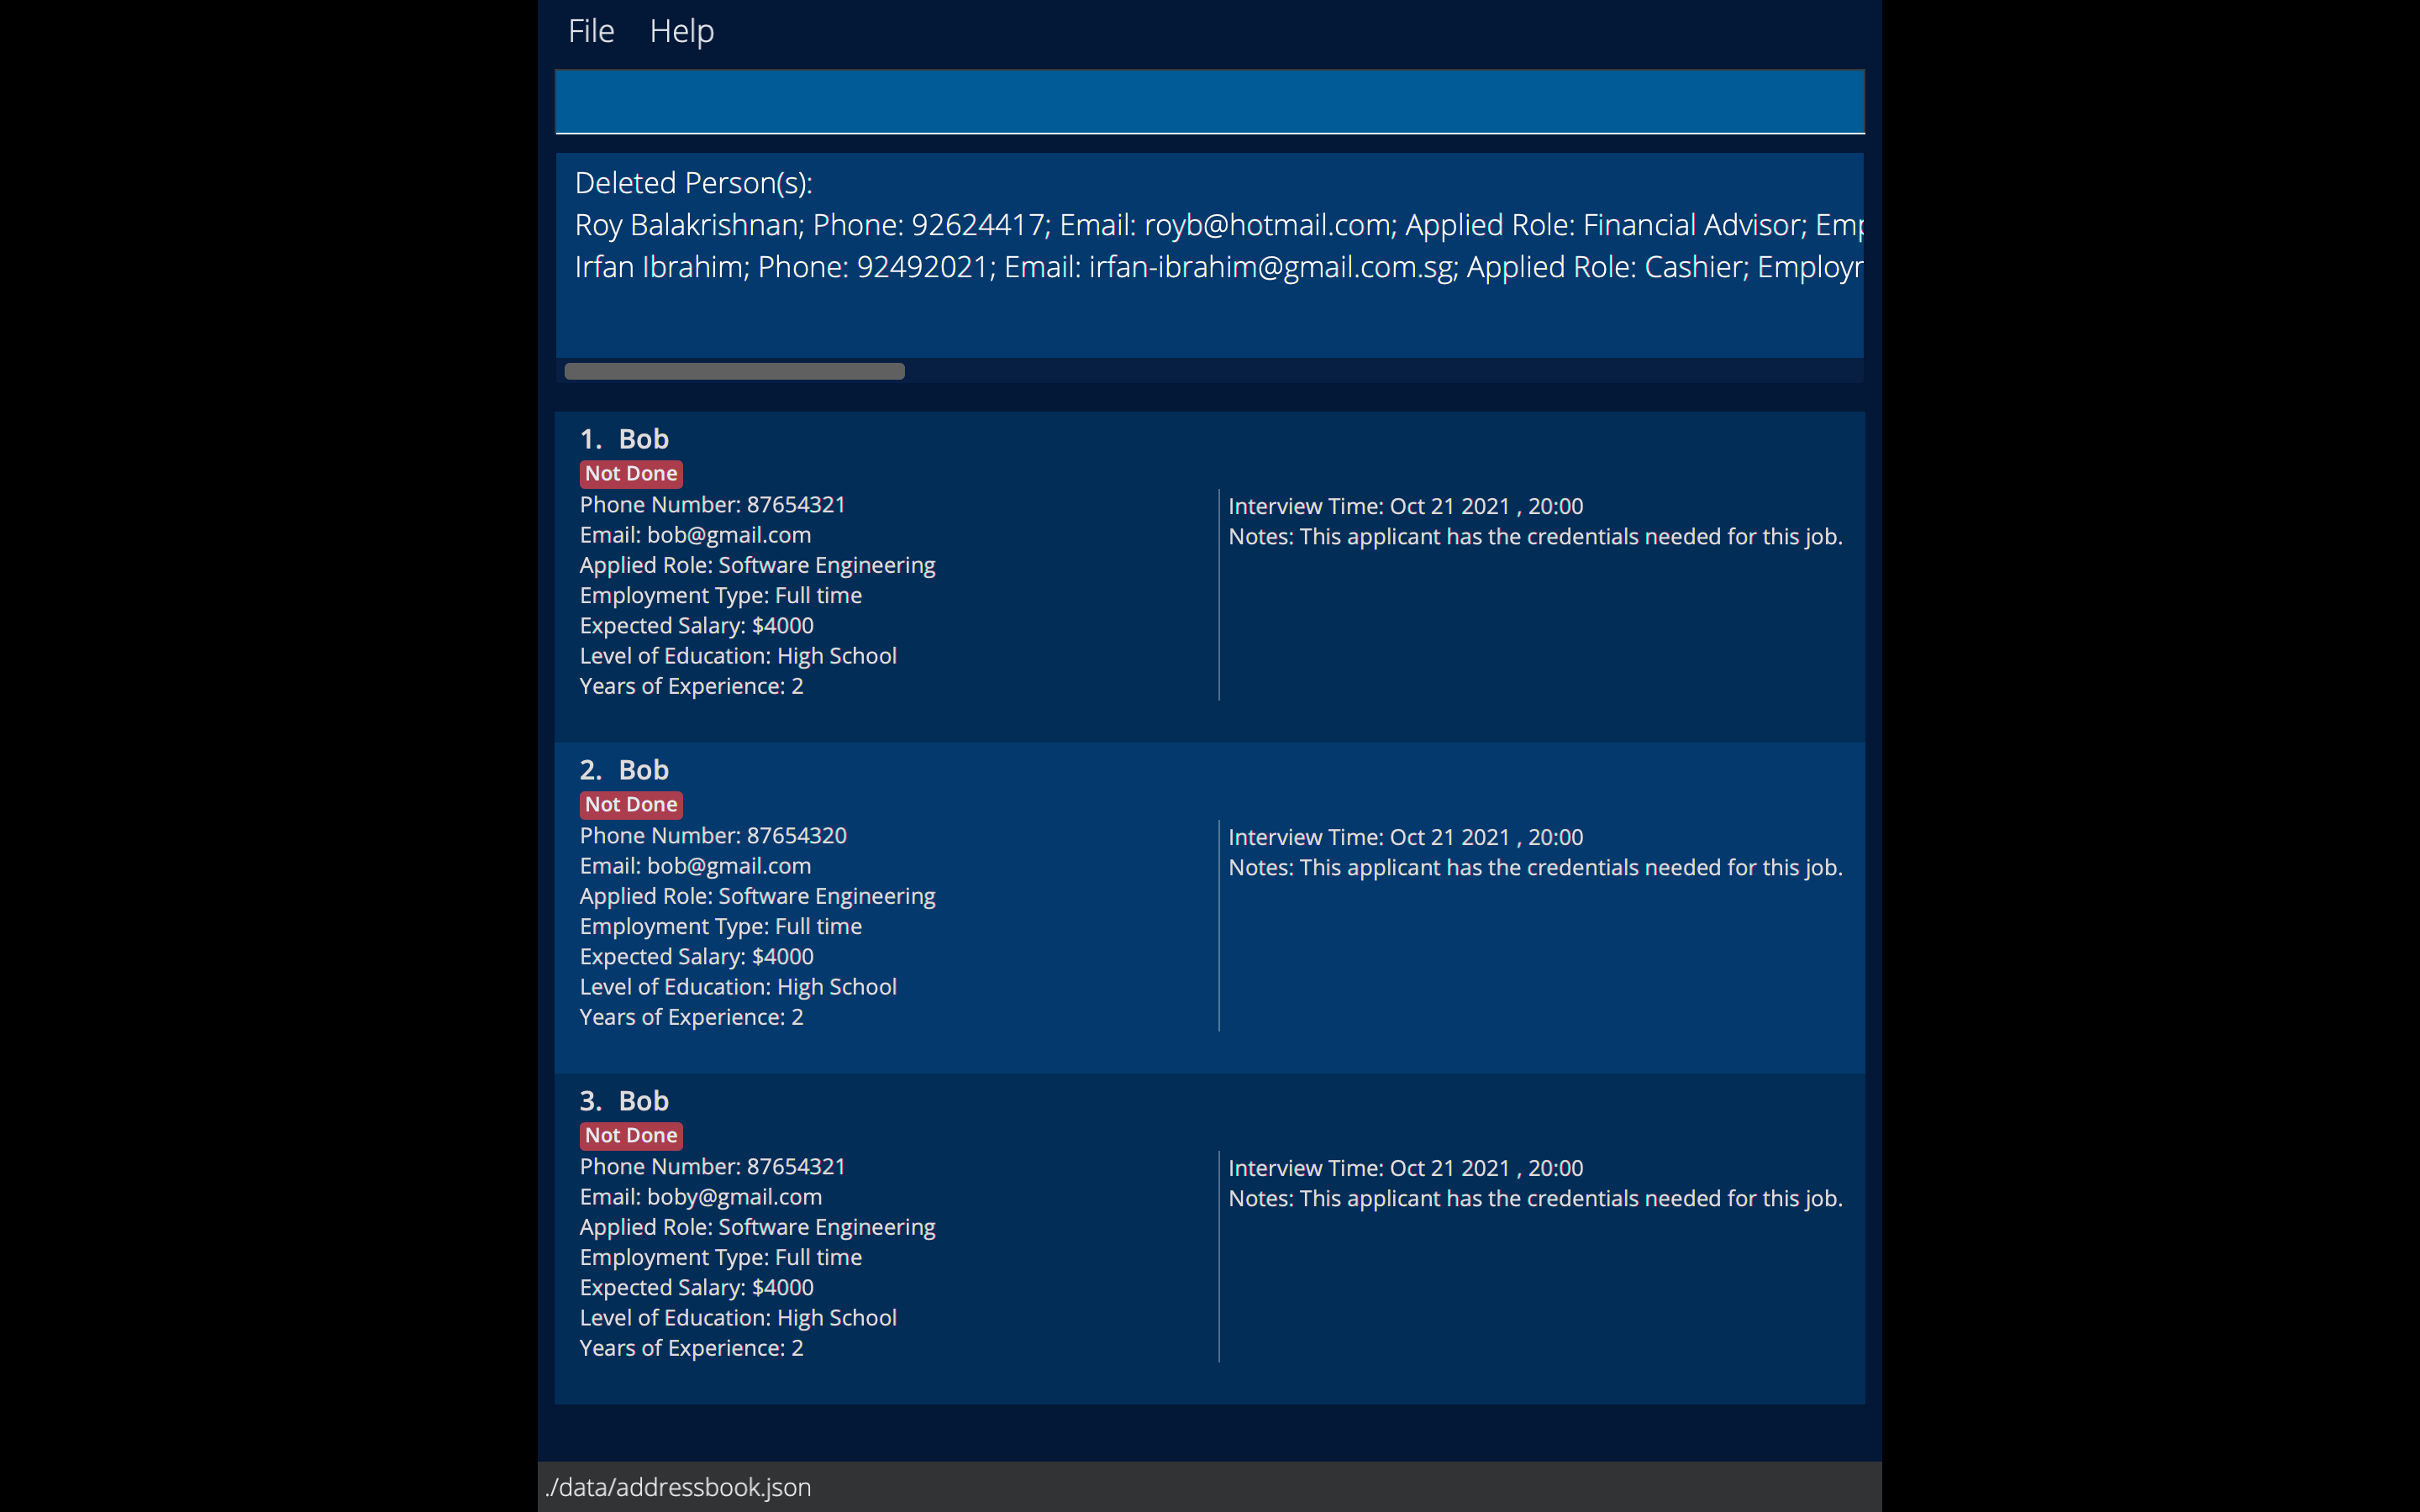 File Help
Deleted Person(s):
Roy Balakrishnan; Phone: 92624417; Email: royb@hotmail.com; Applied Role: Financial Advisor; Emp
Irfan Ibrahim; Phone: 92492021; Email: irfan-ibrahim@gmail.com.sg; Applied Role: Cashier; Employ
1. Bob
Not Done
Phone Number: 87654321
Email: bob@gmail.com
Applied Role: Software Engineering
Employment Type: Full time
Expected Salary: $4000
Level of Education: High School
Years of Experience: 2
Interview Time: Oct 21 2021 , 20:00
Notes: This applicant has the credentials needed for this job.
2. Bob
Not Done
Phone Number: 87654320
Email: bob@gmail.com
Applied Role: Software Engineering
Employment Type: Full time
Expected Salary: $4000
Level of Education: High School
Years of Experience: 2
Interview Time: Oct 21 2021 , 20:00
Notes: This applicant has the credentials needed for this job.
3. Bob
Not Done
Phone Number: 87654321
Email: boby@gmail.com
Applied Role: Software Engineering
Employment Type: Full time
Expected Salary: $4000
Level of Education: High School
Years of Experience: 2
Interview Time: Oct 21 2021 , 20:00
Notes: This applicant has the credentials needed for this job.
./data/addressbook.json